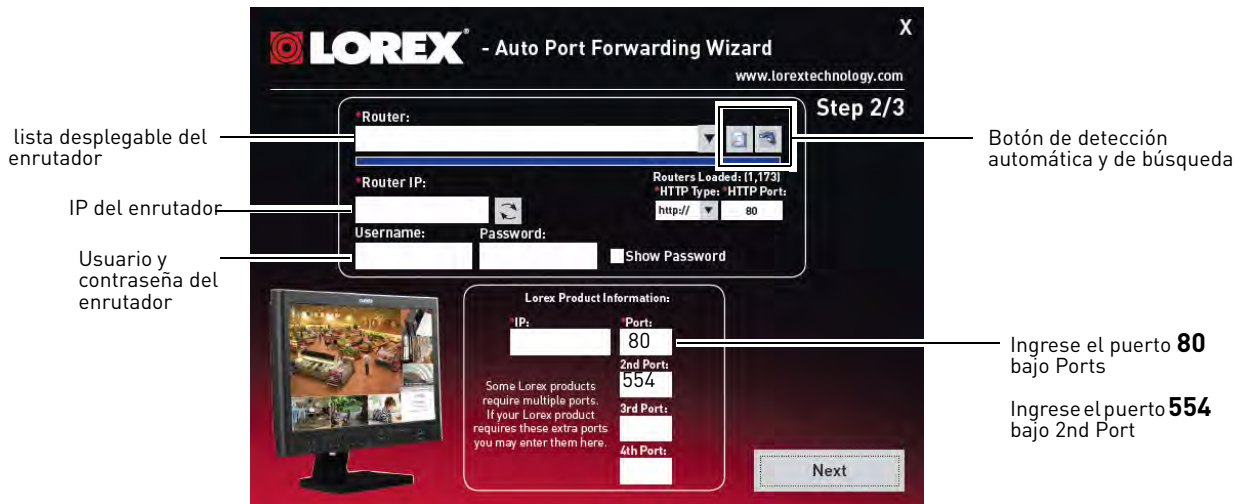 LOREX - Auto Port Forwarding Wizard
X
www.lorextechnology.com
Step 2/3
*Router:
lista desplegable del
enrutador
Botón de detección
automática y de búsqueda
Routers Loaded: (1,173)
*Router IP:
*HTTP Type: *HTTP Port:
http:// 80
IP del enrutador
Username: Password:
Show Password
Usuario y
contraseña del
enrutador
Lorex Product Information:
*IP: *Port:
80
2nd Port:
554
Some Lorex products
require multiple ports.
If your Lorex product
requires these extra ports
you may enter them here.
3rd Port:
4th Port:
Next
Ingrese el puerto 80
bajo Ports
Ingrese el puerto 554
bajo 2nd Port